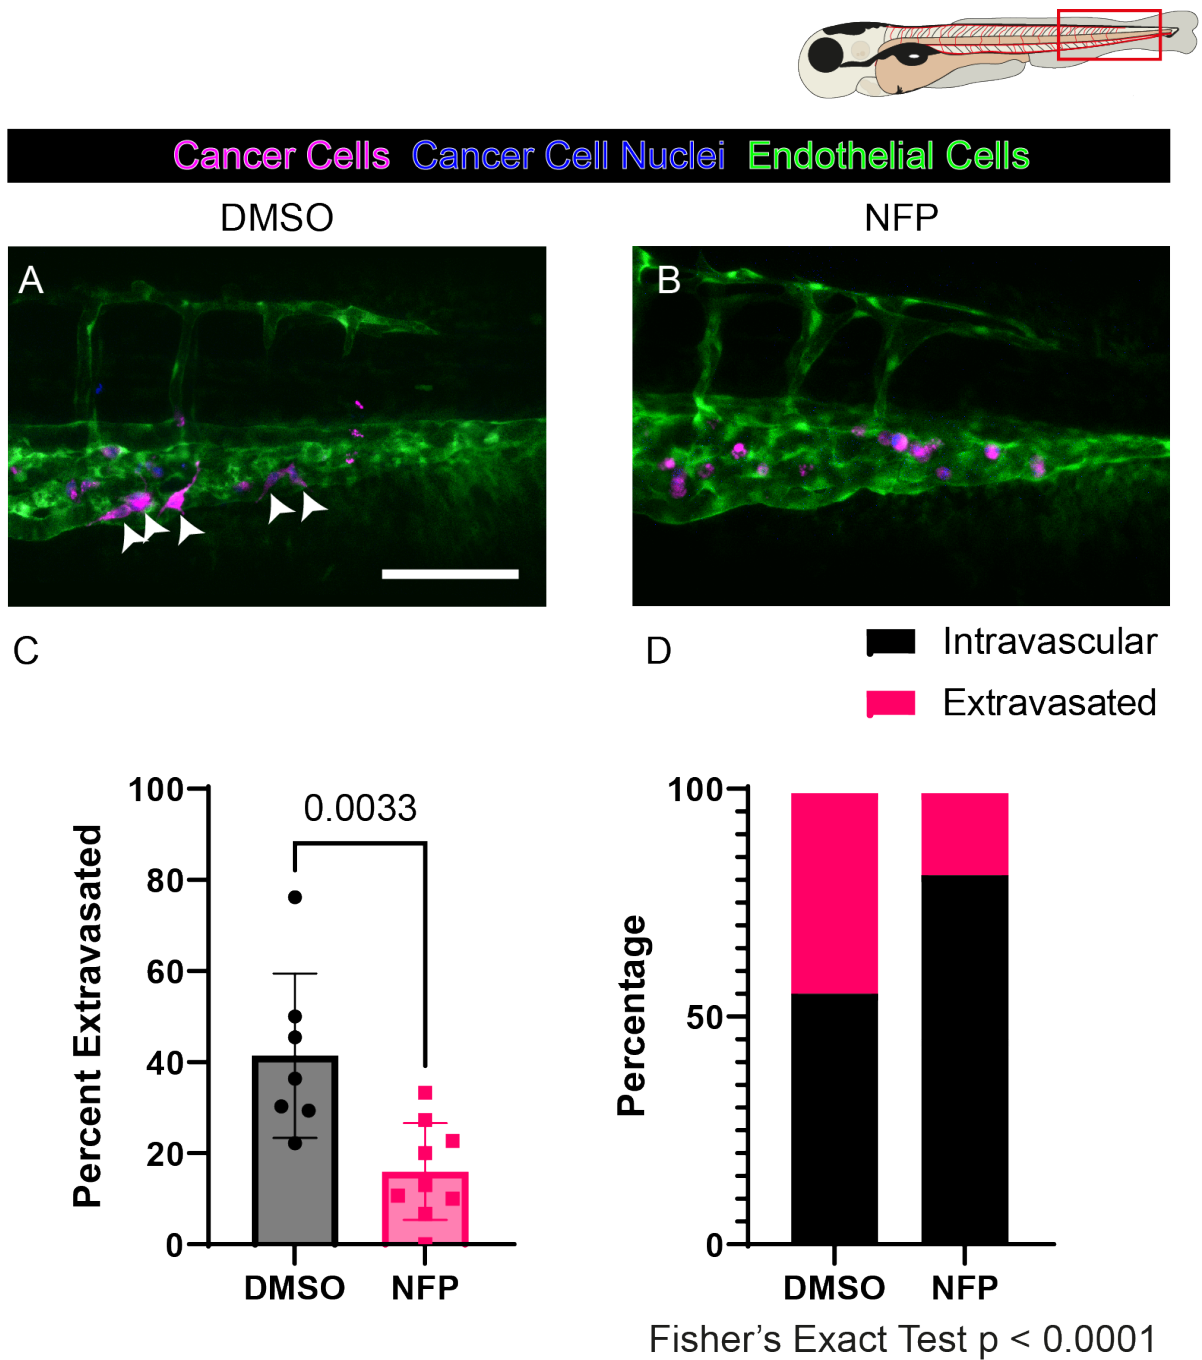 Cancer Cells Cancer Cell Nuclei Endothelial Cells
DMSO NFP
A B
C D
Intravascular
Extravasated
100
80
60
40
20
0
Percent Extravasated
0.0033
DMSO NFP
100
50
0
Percentage
DMSO NFP
Fisher’s Exact Test p < 0.0001